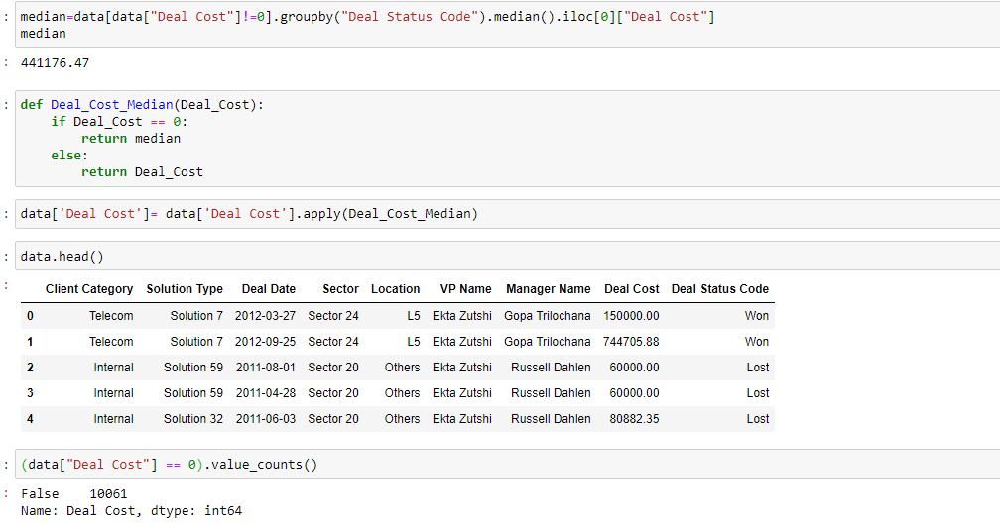 : median=data[data["Deal Cost"]!=0].groupby("Deal Status Code").median().iloc[0]["Deal Cost"]
median
: 441176.47
: def Deal_Cost_Median(Deal_Cost):
if Deal_Cost == 0:
return median
else:
return Deal_Cost
: data['Deal Cost']= data['Deal Cost'].apply(Deal_Cost_Median)
: data.head()
:
Client Category Solution Type Deal Date Sector Location VP Name Manager Name Deal Cost Deal Status Code
0 Telecom Solution 7 2012-03-27 Sector 24 L5 Ekta Zutshi Gopa Trilochana 150000.00 Won
1 Telecom Solution 7 2012-09-25 Sector 24 L5 Ekta Zutshi Gopa Trilochana 744705.88 Won
2 Internal Solution 59 2011-08-01 Sector 20 Others Ekta Zutshi Russell Dahlen 60000.00 Lost
3 Internal Solution 59 2011-04-28 Sector 20 Others Ekta Zutshi Russell Dahlen 60000.00 Lost
4 Internal Solution 32 2011-06-03 Sector 20 Others Ekta Zutshi Russell Dahlen 80882.35 Lost
: (data["Deal Cost"] == 0).value_counts()
: False 10061
Name: Deal Cost, dtype: int64